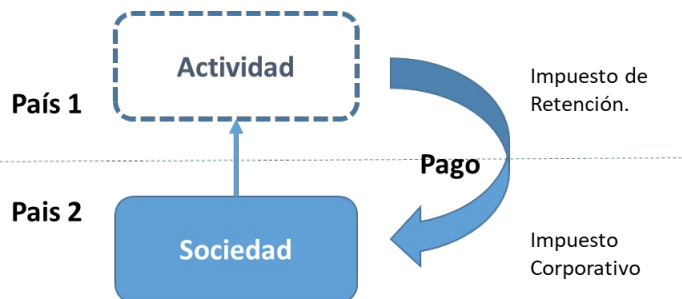 Actividad
País 1
Impuesto de
Retención.
Pago
Pais 2
Sociedad
Impuesto
Corporativo